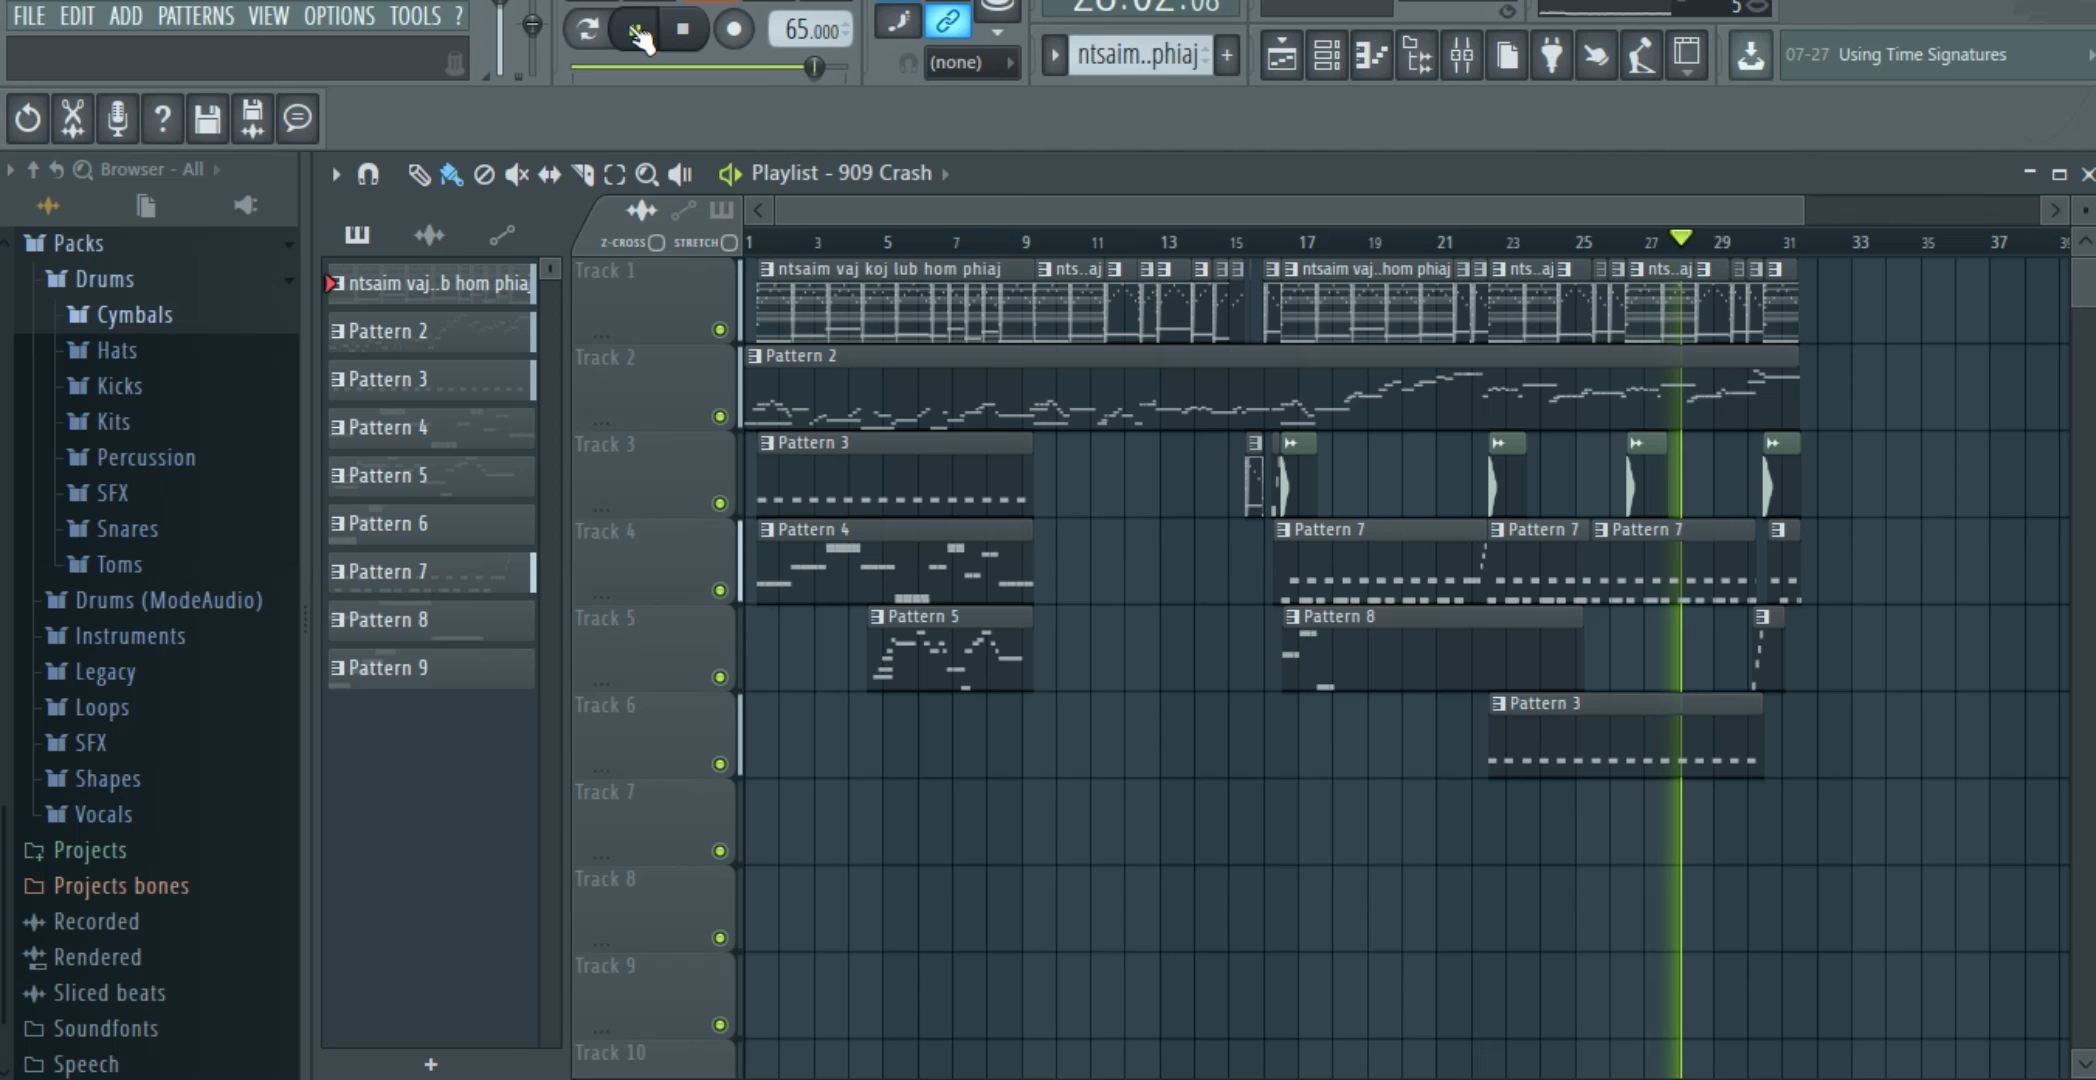 FILE EDIT ADD PATTERNS VIEW OPTIONS TOOLS ?
65.000
5
(none)
ntsaim..phiaj
+
07-27 Using Time Signatures
?
Browser - All
Playlist - 909 Crash
Z-CROSS STRETCH
1 3 5 7 9 11 13 15 17 19 21 23 25 27 29 31 33 35 37
Packs
Drums
Cymbals
Hats
Kicks
Kits
Percussion
SFX
Snares
Toms
Drums (ModeAudio)
Instruments
Legacy
Loops
SFX
Shapes
Vocals
Projects
Projects bones
Recorded
Rendered
Sliced beats
Soundfonts
Speech
ntsaim vaj..b hom phiaj
Pattern 2
Pattern 3
Pattern 4
Pattern 5
Pattern 6
Pattern 7
Pattern 8
Pattern 9
+
Track 1
ntsaim vaj koj lub hom phiaj nts..aj ntsaim vaj..hom phiaj nts..aj nts..aj
Track 2
Pattern 2
Track 3
Pattern 3
Track 4
Pattern 4 Pattern 7 Pattern 7 Pattern 7
Track 5
Pattern 5 Pattern 8
Track 6
Pattern 3
Track 7
Track 8
Track 9
Track 10